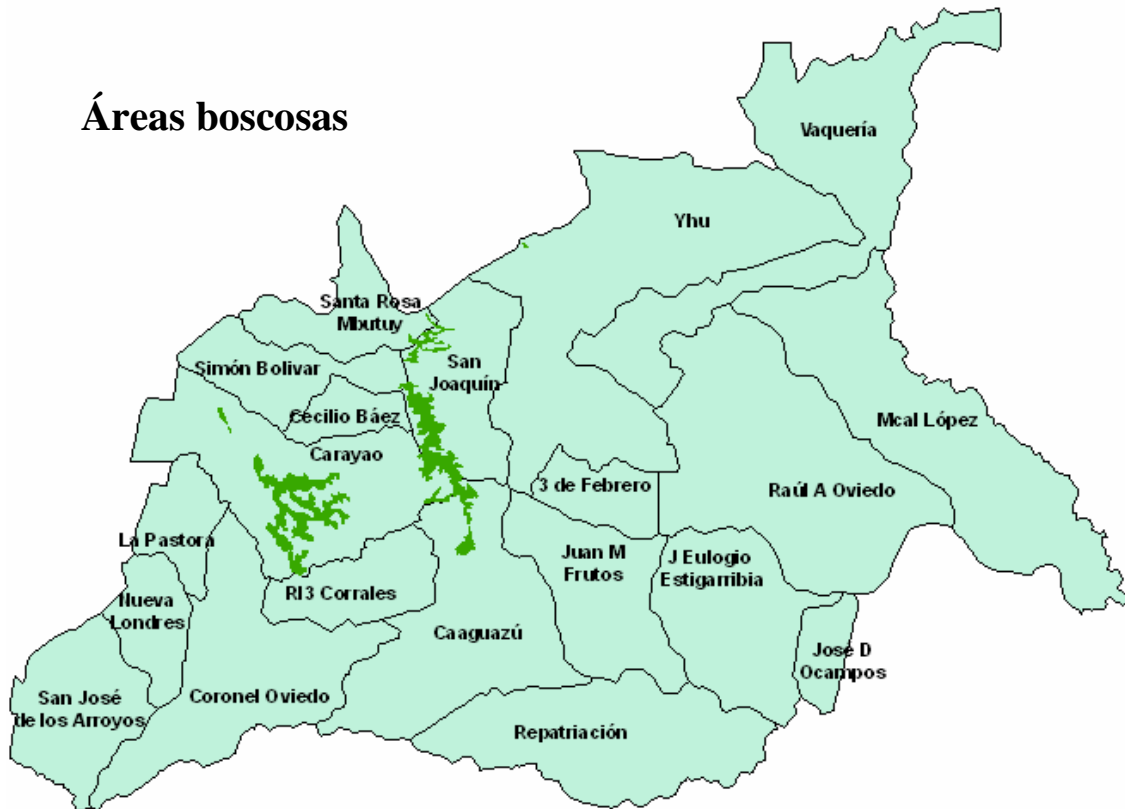 Áreas boscosas
Vaquería
Yhu
Santa Rosa
Mbutuy
San
Joaquín
Simón Bolivar
Cecilio Báez
Mcal López
Carayao
3 de Febrero
Raúl A Oviedo
La Pastora
Juan M
Frutos
J Eulogio
Estigarribia
RI3 Corrales
Nueva
Londres
Caaguazú
José D
Ocampos
San José
de los Arroyos
Coronel Oviedo
Repatriación